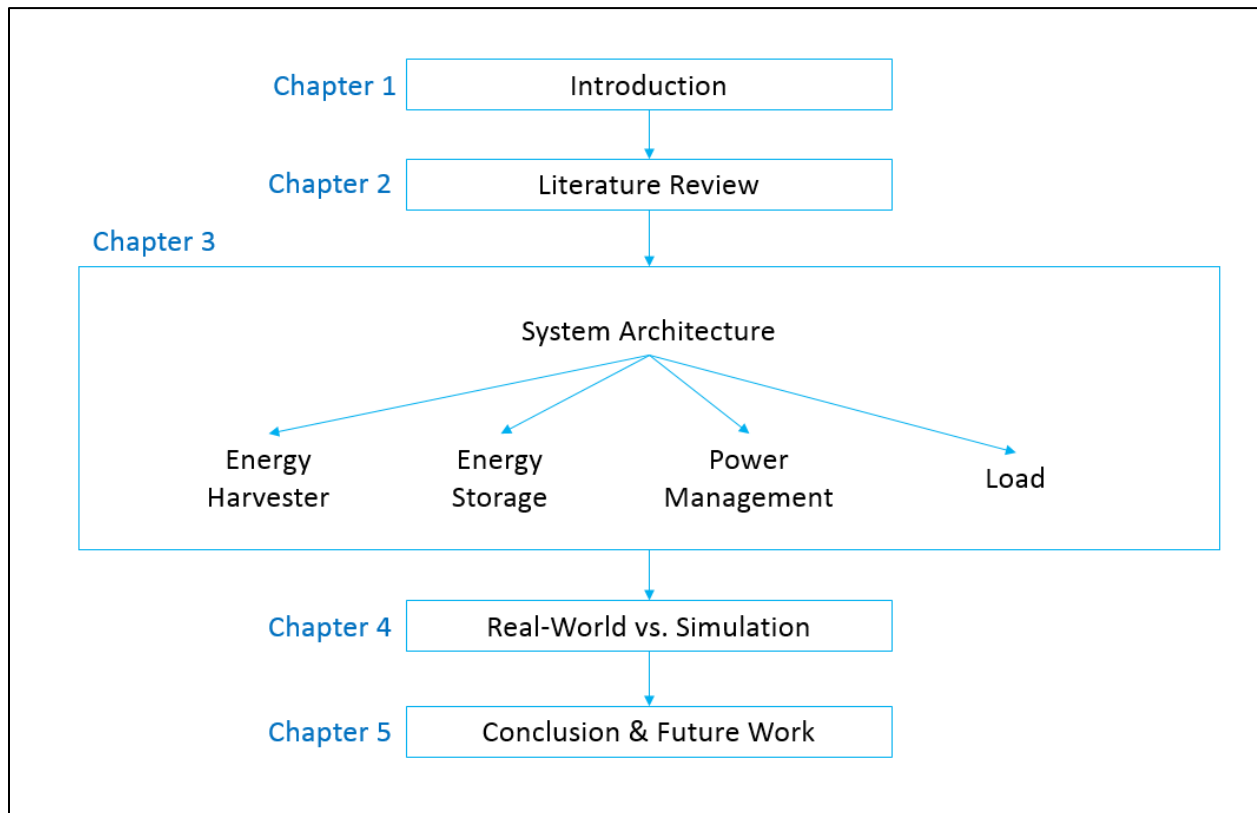 Chapter 1
Introduction
Chapter 2
Literature Review
Chapter 3
System Architecture
Energy
Harvester
Energy
Storage
Power
Management
Load
Chapter 4
Real-World vs. Simulation
Chapter 5
Conclusion & Future Work